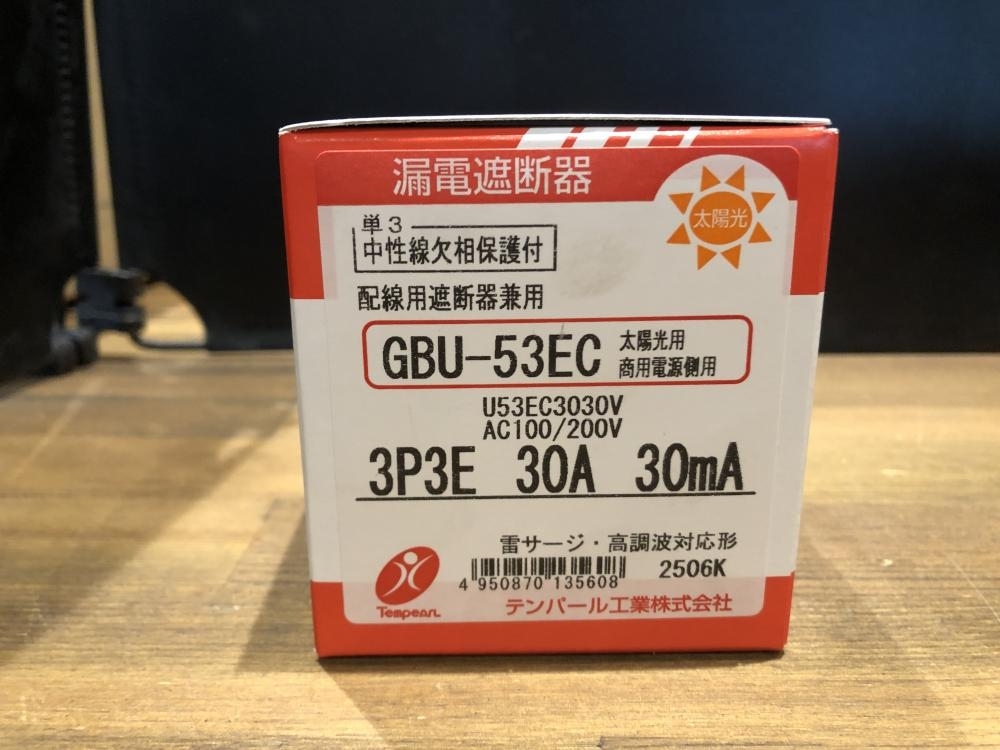 漏電遮断器
太陽光
単3
中性線欠相保護付
配線用遮断器兼用
GBU-53EC
太陽光用
商用電源側用
U53EC3030V
AC100/200V
3P3E 30A 30mA
雷サージ・高調波対応形
4 950870 135608
2506K
Tempearl
テンパール工業株式会社